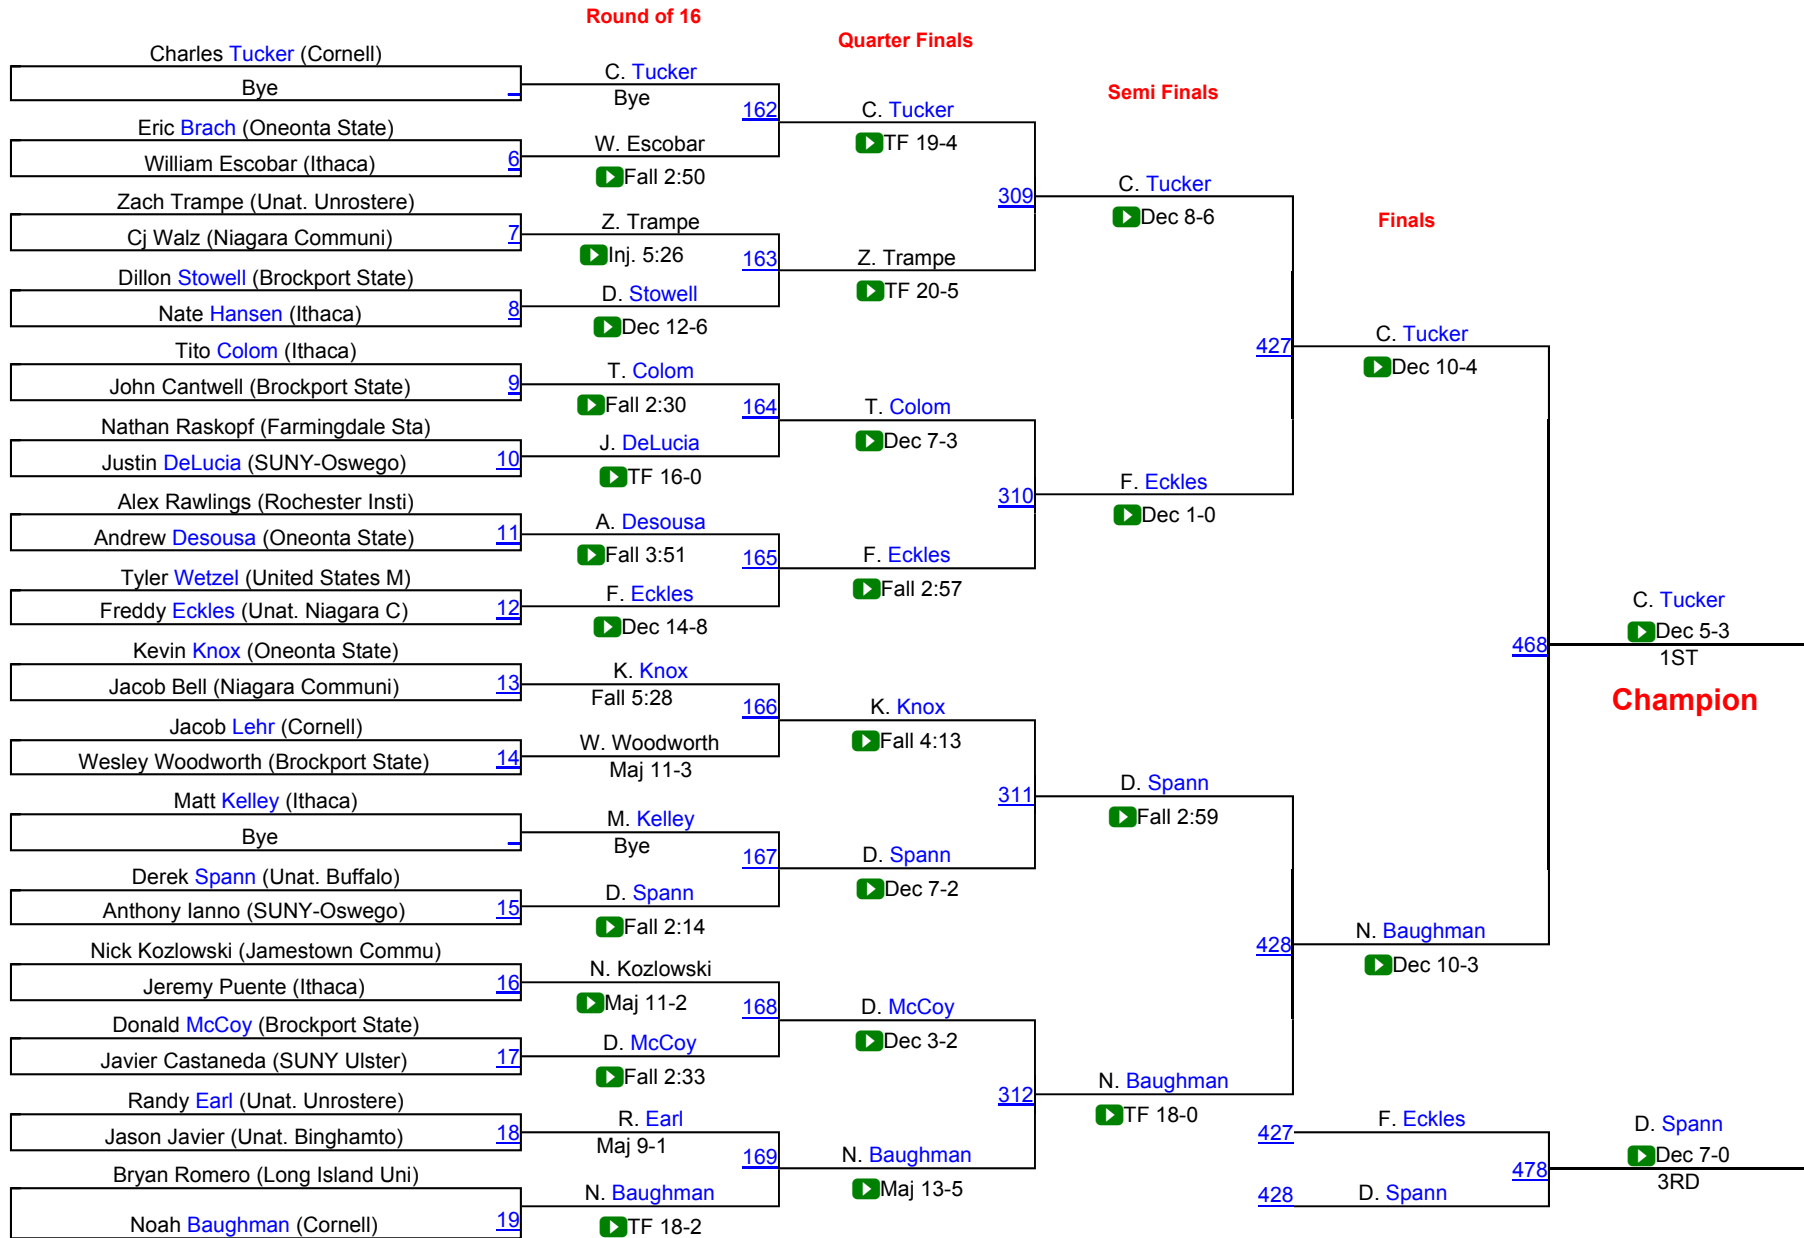 Round of 16
Quarter Finals
Semi Finals
Finals
Charles Tucker (Cornell)
Bye
Eric Brach (Oneonta State)
William Escobar (Ithaca)
6
Zach Trampe (Unat. Unrostere)
Cj Walz (Niagara Communi)
7
Dillon Stowell (Brockport State)
Nate Hansen (Ithaca)
8
Tito Colom (Ithaca)
John Cantwell (Brockport State)
9
Nathan Raskopf (Farmingdale Sta)
Justin DeLucia (SUNY-Oswego)
10
Alex Rawlings (Rochester Insti)
Andrew Desousa (Oneonta State)
11
Tyler Wetzel (United States M)
Freddy Eckles (Unat. Niagara C)
12
Kevin Knox (Oneonta State)
Jacob Bell (Niagara Communi)
13
Jacob Lehr (Cornell)
Wesley Woodworth (Brockport State)
14
Matt Kelley (Ithaca)
Bye
Derek Spann (Unat. Buffalo)
Anthony Ianno (SUNY-Oswego)
15
Nick Kozlowski (Jamestown Commu)
Jeremy Puente (Ithaca)
16
Donald McCoy (Brockport State)
Javier Castaneda (SUNY Ulster)
17
Randy Earl (Unat. Unrostere)
Jason Javier (Unat. Binghamto)
18
Bryan Romero (Long Island Uni)
Noah Baughman (Cornell)
19
C. Tucker
Bye
162
W. Escobar
Fall 2:50
Z. Trampe
Inj. 5:26
163
D. Stowell
Dec 12-6
T. Colom
Fall 2:30
164
J. DeLucia
TF 16-0
A. Desousa
Fall 3:51
165
F. Eckles
Dec 14-8
K. Knox
Fall 5:28
166
W. Woodworth
Maj 11-3
M. Kelley
Bye
167
D. Spann
Fall 2:14
N. Kozlowski
Maj 11-2
168
D. McCoy
Fall 2:33
R. Earl
Maj 9-1
169
N. Baughman
TF 18-2
C. Tucker
TF 19-4
309
Z. Trampe
TF 20-5
T. Colom
Dec 7-3
310
F. Eckles
Fall 2:57
K. Knox
Fall 4:13
311
D. Spann
Dec 7-2
D. McCoy
Dec 3-2
312
N. Baughman
Maj 13-5
C. Tucker
Dec 8-6
427
F. Eckles
Dec 1-0
D. Spann
Fall 2:59
428
N. Baughman
TF 18-0
C. Tucker
Dec 10-4
468
N. Baughman
Dec 10-3
C. Tucker
Dec 5-3
1ST
Champion
427
F. Eckles
478
428
D. Spann
D. Spann
Dec 7-0
3RD